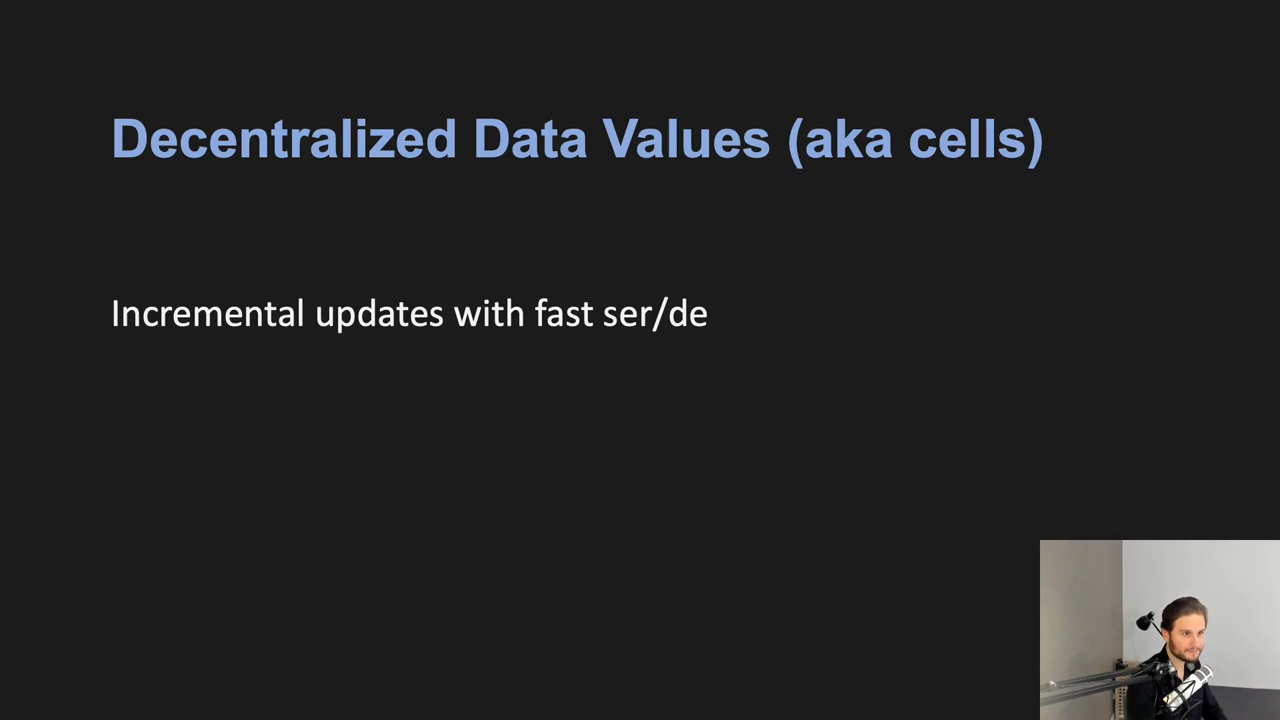 Decentralized Data Values (aka cells)
Incremental updates with fast ser/de